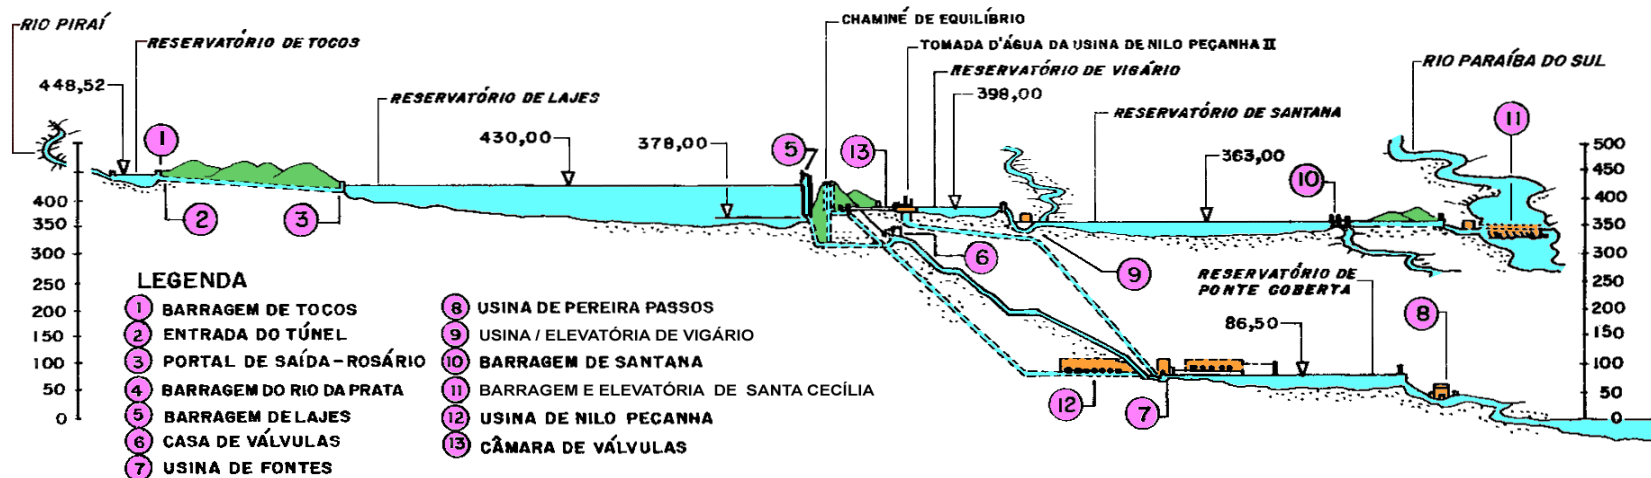 RIO PIRAÍ
RESERVATÓRIO DE TOCOS
448,52
RESERVATÓRIO DE LAJES
430,00
378,00
CHAMINÉ DE EQUILÍBRIO
TOMADA D'ÁGUA DA USINA DE NILO PEÇANHA II
RESERVATÓRIO DE VIGÁRIO
398,00
RESERVATÓRIO DE SANTANA
363,00
RIO PARAÍBA DO SUL
1
2
3
5
13
6
9
10
11
400
350
300
250
200
150
100
50
0
500
450
400
350
300
250
200
150
100
50
0
RESERVATÓRIO DE
PONTE GOBERTA
86,50
8
12
7
LEGENDA
1 BARRAGEM DE TOCOS
2 ENTRADA DO TÚNEL
3 PORTAL DE SAÍDA-ROSÁRIO
4 BARRAGEM DO RIO DA PRATA
5 BARRAGEM DE LAJES
6 CASA DE VÁLVULAS
7 USINA DE FONTES
8 USINA DE PEREIRA PASSOS
9 USINA / ELEVATÓRIA DE VIGÁRIO
10 BARRAGEM DE SANTANA
11 BARRAGEM E ELEVATÓRIA DE SANTA CECÍLIA
12 USINA DE NILO PEÇANHA
13 CÂMARA DE VÁLVULAS